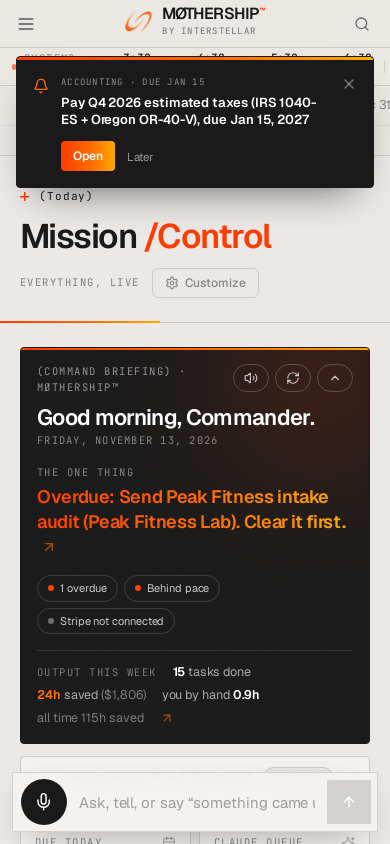 MØTHERSHIP™
BY INTERSTELLAR
ACCOUNTING · DUE JAN 15
Pay Q4 2026 estimated taxes (IRS 1040-
ES + Oregon OR-40-V), due Jan 15, 2027
Open
Later
(Today)
Mission /Control
EVERYTHING, LIVE
Customize
(COMMAND BRIEFING) ·
MØTHERSHIP™
Good morning, Commander.
FRIDAY, NOVEMBER 13, 2026
THE ONE THING
Overdue: Send Peak Fitness intake
audit (Peak Fitness Lab). Clear it first.
1 overdue
Behind pace
Stripe not connected
OUTPUT THIS WEEK 15 tasks done
24h saved ($1,806) you by hand 0.9h
all time 115h saved
Ask, tell, or say “something came u
DUE TODAY
CLAUDE QUEUE